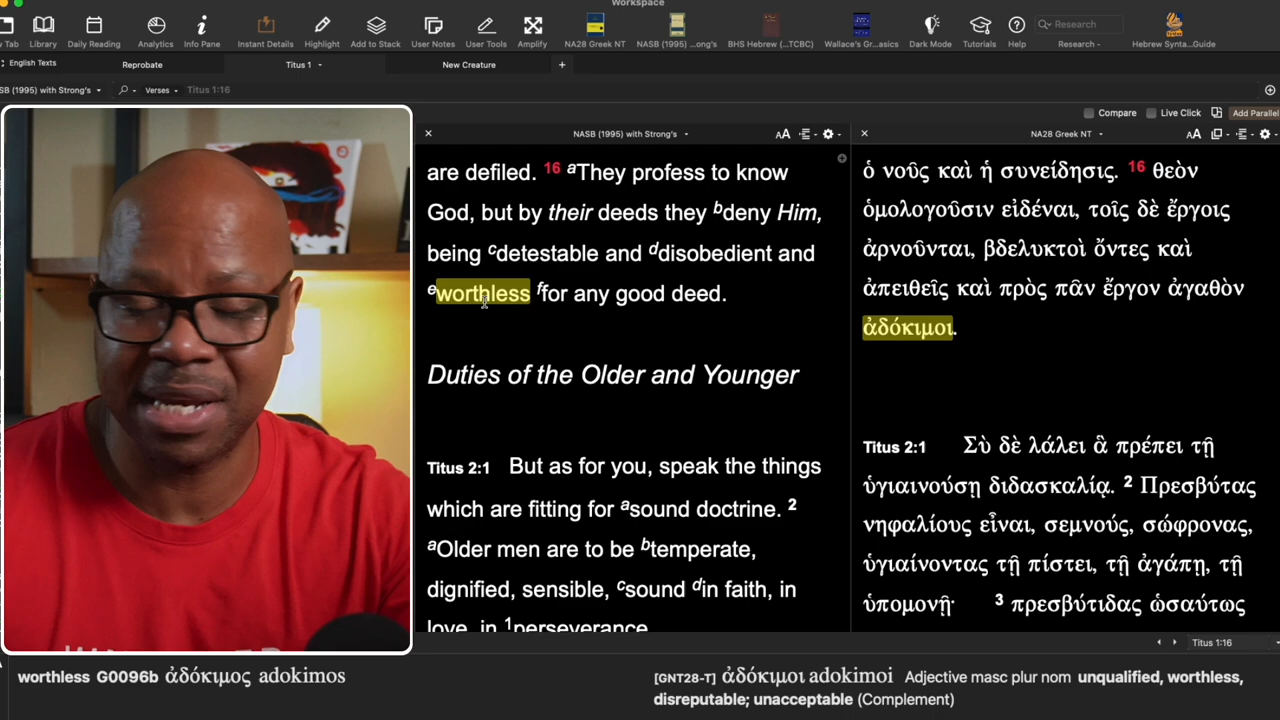 Workspace
w Tab
Library
Daily Reading
Analytics
Info Pane
Instant Details
Highlight
Add to Stack
User Notes
User Tools
Amplify
NA28 Greek NT
NASB (1995) ...ong's
BHS Hebrew (...TCBC)
Wallace's Gr...asics
Dark Mode
Tutorials
Help
Research
Research -
Hebrew Synta...Guide
English Texts
Reprobate
Titus 1
New Creature
+
SB (1995) with Strong's
Verses
Titus 1:16
Compare
Live Click
Add Parallel
NASB (1995) with Strong's
AA
are defiled. 16 aThey profess to know
God, but by their deeds they bdeny Him,
being cdetestable and ddisobedient and
eworthless ffor any good deed.
Duties of the Older and Younger
Titus 2:1 But as for you, speak the things
which are fitting for asound doctrine. 2
aOlder men are to be btemperate,
dignified, sensible, csound din faith, in
love, in 1perseverance
NA28 Greek NT
AA
ὁ νοῦς καὶ ἡ συνείδησις. 16 θεὸν
ὁμολογοῦσιν εἰδέναι, τοῖς δὲ ἔργοις
ἀρνοῦνται, βδελυκτοὶ ὄντες καὶ
ἀπειθεῖς καὶ πρὸς πᾶν ἔργον ἀγαθὸν
ἀδόκιμοι.
Titus 2:1 Σὺ δὲ λάλει ἃ πρέπει τῇ
ὑγιαινούσῃ διδασκαλίᾳ. 2 Πρεσβύτας
νηφαλίους εἶναι, σεμνούς, σώφρονας,
ὑγιαίνοντας τῇ πίστει, τῇ ἀγάπῃ, τῇ
ὑπομονῇ· 3 πρεσβύτιδας ὡσαύτως
Titus 1:16
worthless G0096b ἀδόκιμος adokimos
[GNT28-T] ἀδόκιμοι adokimoi Adjective masc plur nom unqualified, worthless,
disreputable; unacceptable (Complement)